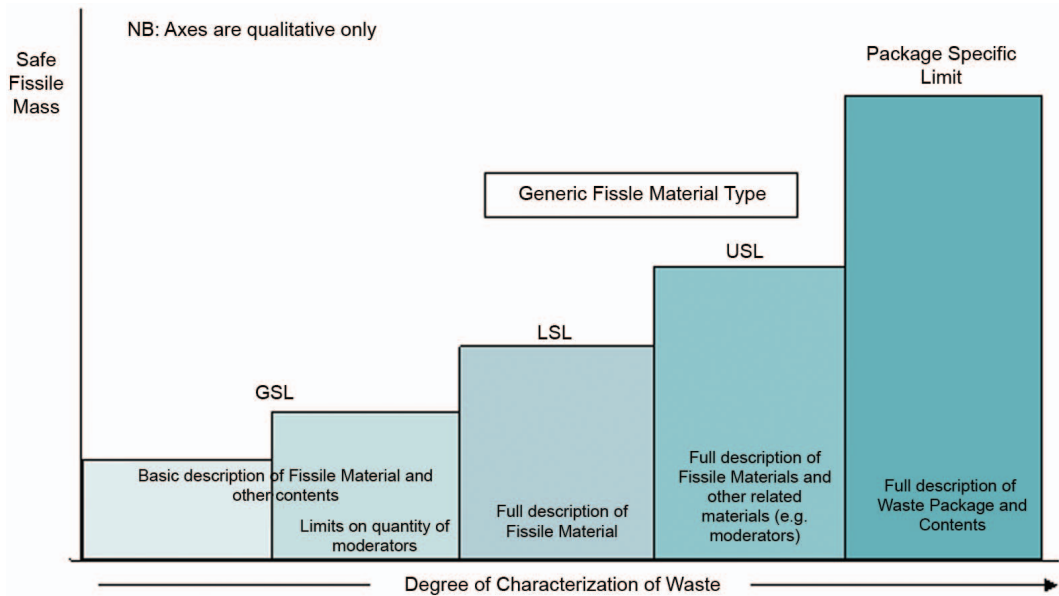 NB: Axes are qualitative only
Safe
Fissile
Mass
Package Specific
Limit
Generic Fissle Material Type
USL
LSL
GSL
Basic description of Fissile Material and
other contents
Limits on quantity of
moderators
Full description of
Fissile Material
Full description of
Fissile Materials and
other related
materials (e.g.
moderators)
Full description of
Waste Package and
Contents
Degree of Characterization of Waste